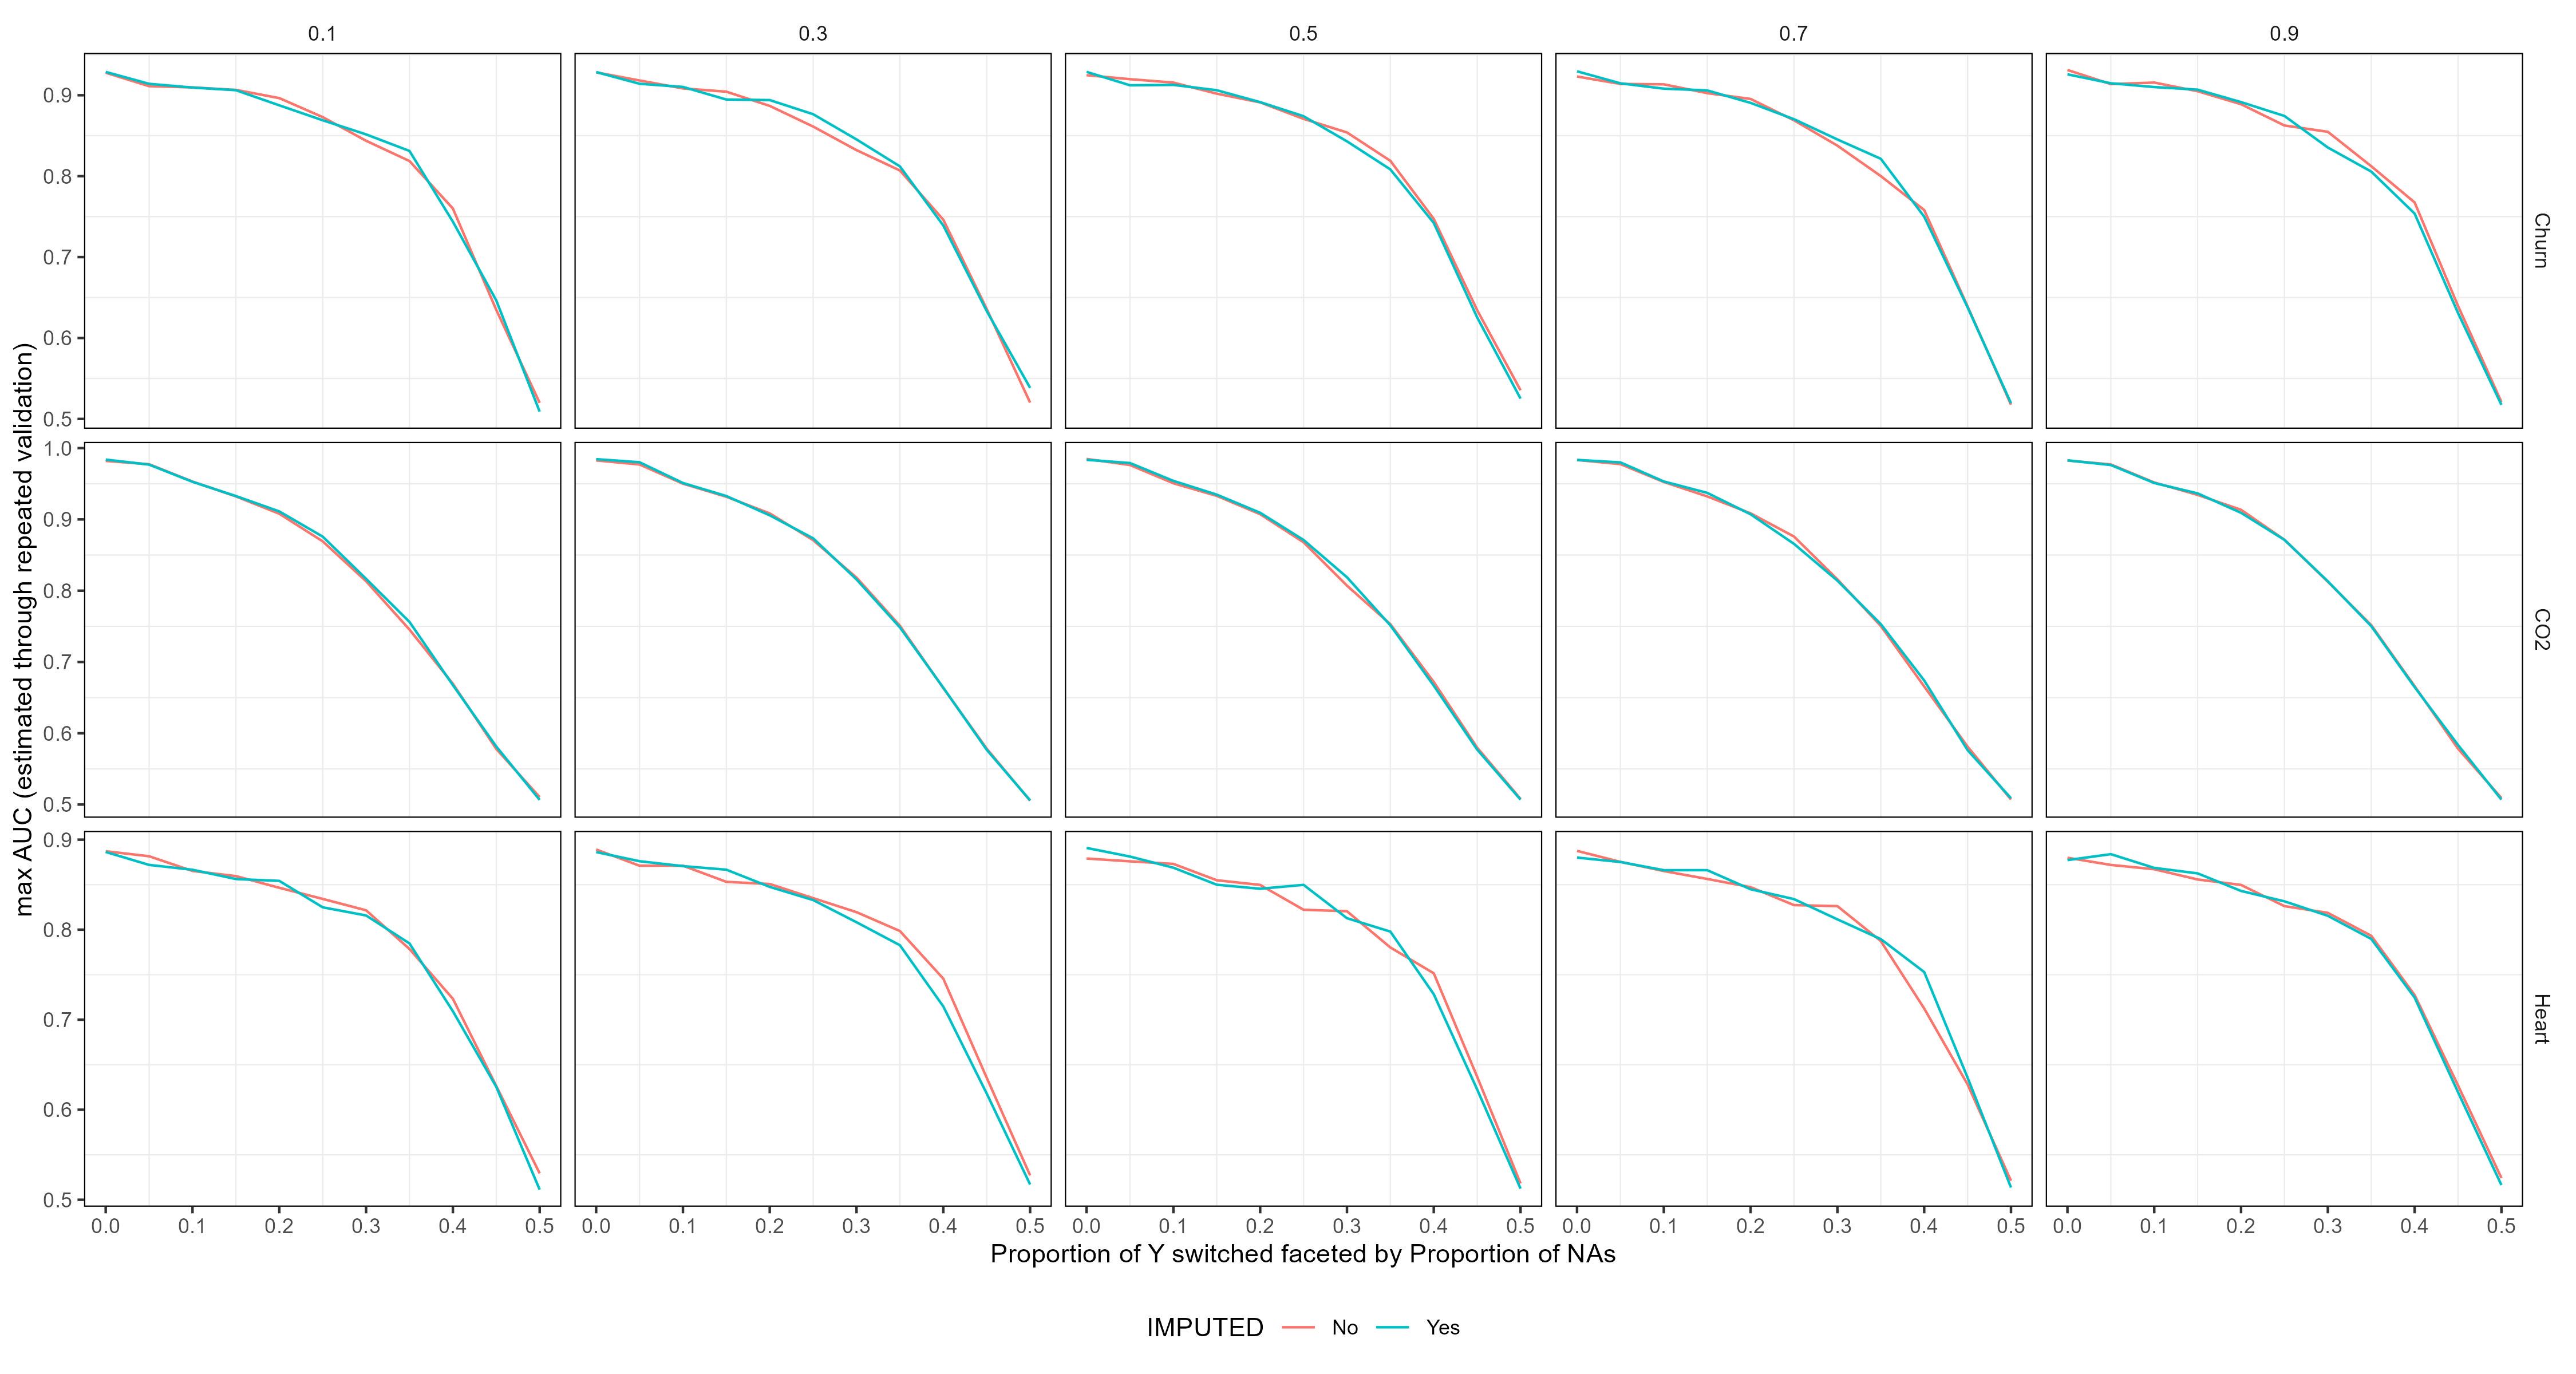 0.1 0.3 0.5 0.7 0.9
max AUC (estimated through repeated validation)
0.9
0.8
0.7
0.6
0.5
Churn
1.0
0.9
0.8
0.7
0.6
0.5
CO2
0.9
0.8
0.7
0.6
0.5
Heart
0.0 0.1 0.2 0.3 0.4 0.5 0.0 0.1 0.2 0.3 0.4 0.5 0.0 0.1 0.2 0.3 0.4 0.5 0.0 0.1 0.2 0.3 0.4 0.5 0.0 0.1 0.2 0.3 0.4 0.5
Proportion of Y switched faceted by Proportion of NAs
IMPUTED No Yes